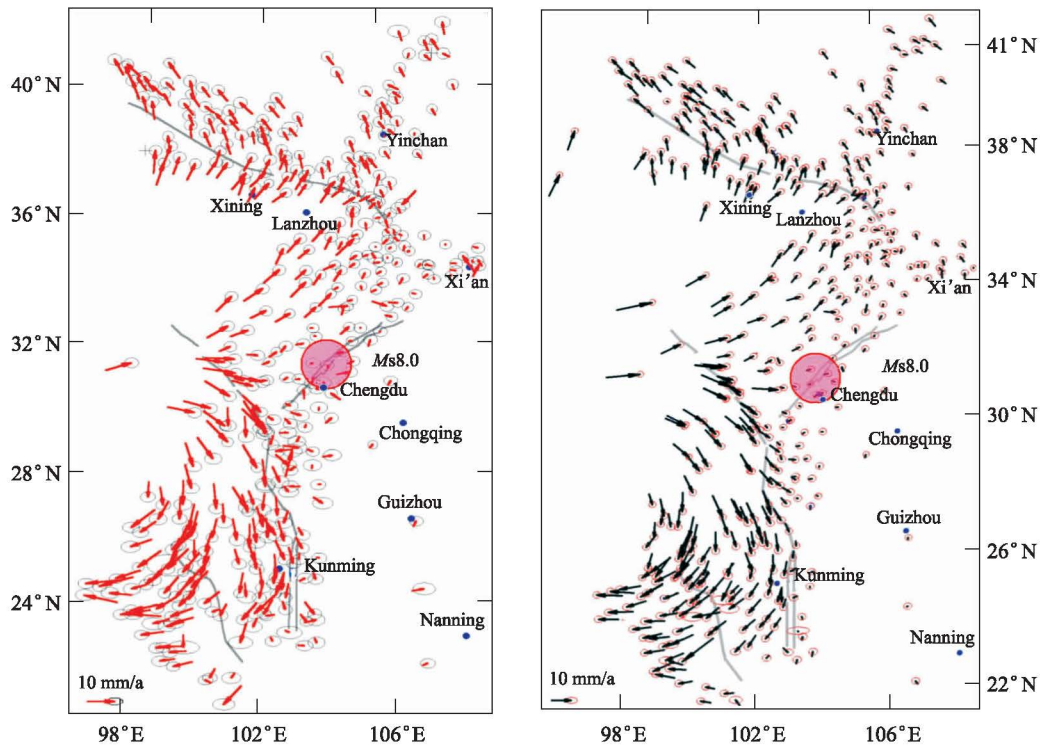 40°N
Yinchan
Xining
36°N
Lanzhou
Xi'an
32°N
Ms8.0
Chengdu
Chongqing
28°N
Guizhou
Kunming
24°N
Nanning
10 mm/a
98°E
102°E
106°E
41°N
Yinchan
38°N
Xining
Lanzhou
34°N
Xi'an
Ms8.0
Chengdu
30°N
Chongqing
Guizhou
26°N
Kunming
Nanning
10 mm/a
22°N
98°E
102°E
106°E